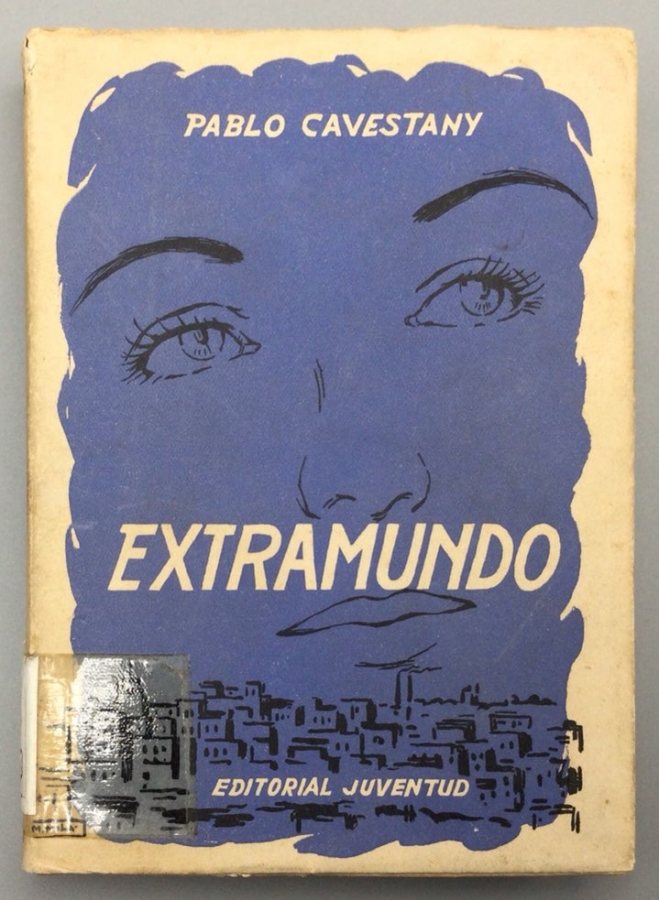 PABLO CAVESTANY
EXTRAMUNDO
EDITORIAL JUVENTUD